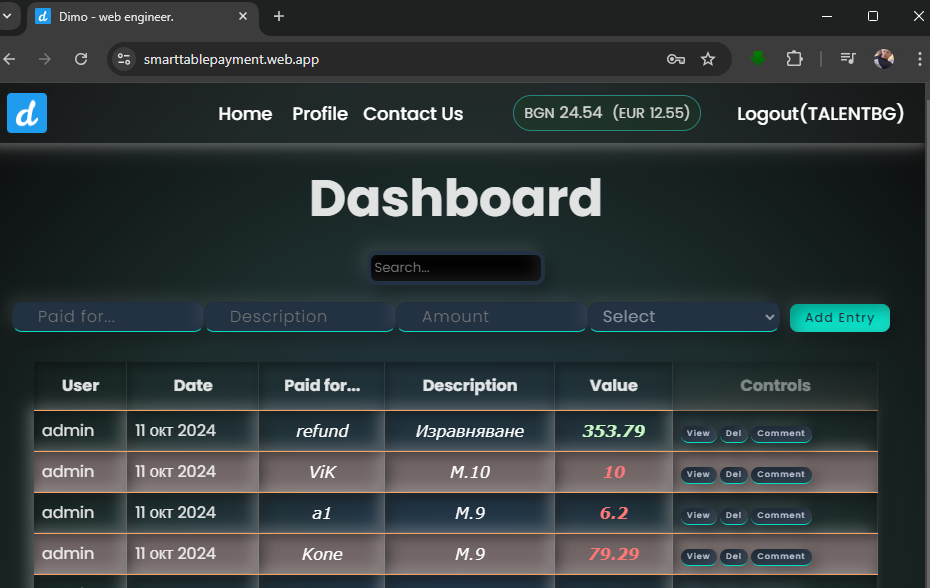 Dimo - web engineer.
smarttablepayment.web.app
d Home Profile Contact Us BGN 24.54 (EUR 12.55) Logout(TALENTBG)
Dashboard
Search...
Paid for... Description Amount Select Add Entry
User Date Paid for... Description Value Controls
admin 11 окт 2024 refund Изравняване 353.79 View Del Comment
admin 11 окт 2024 ViK M.10 10 View Del Comment
admin 11 окт 2024 a1 M.9 6.2 View Del Comment
admin 11 окт 2024 Kone M.9 79.29 View Del Comment